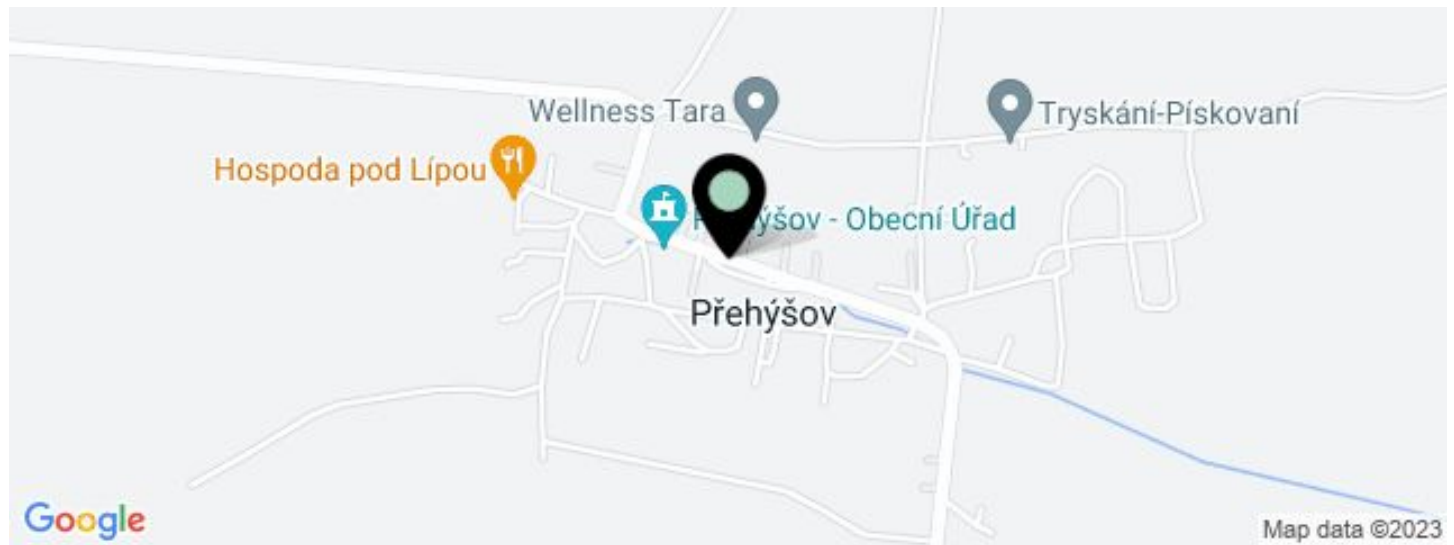 Wellness Tara
Tryskání-Pískovaní
Hospoda pod Lípou
- Obecní Úřad
Přehýšov
Google
Map data ©2023